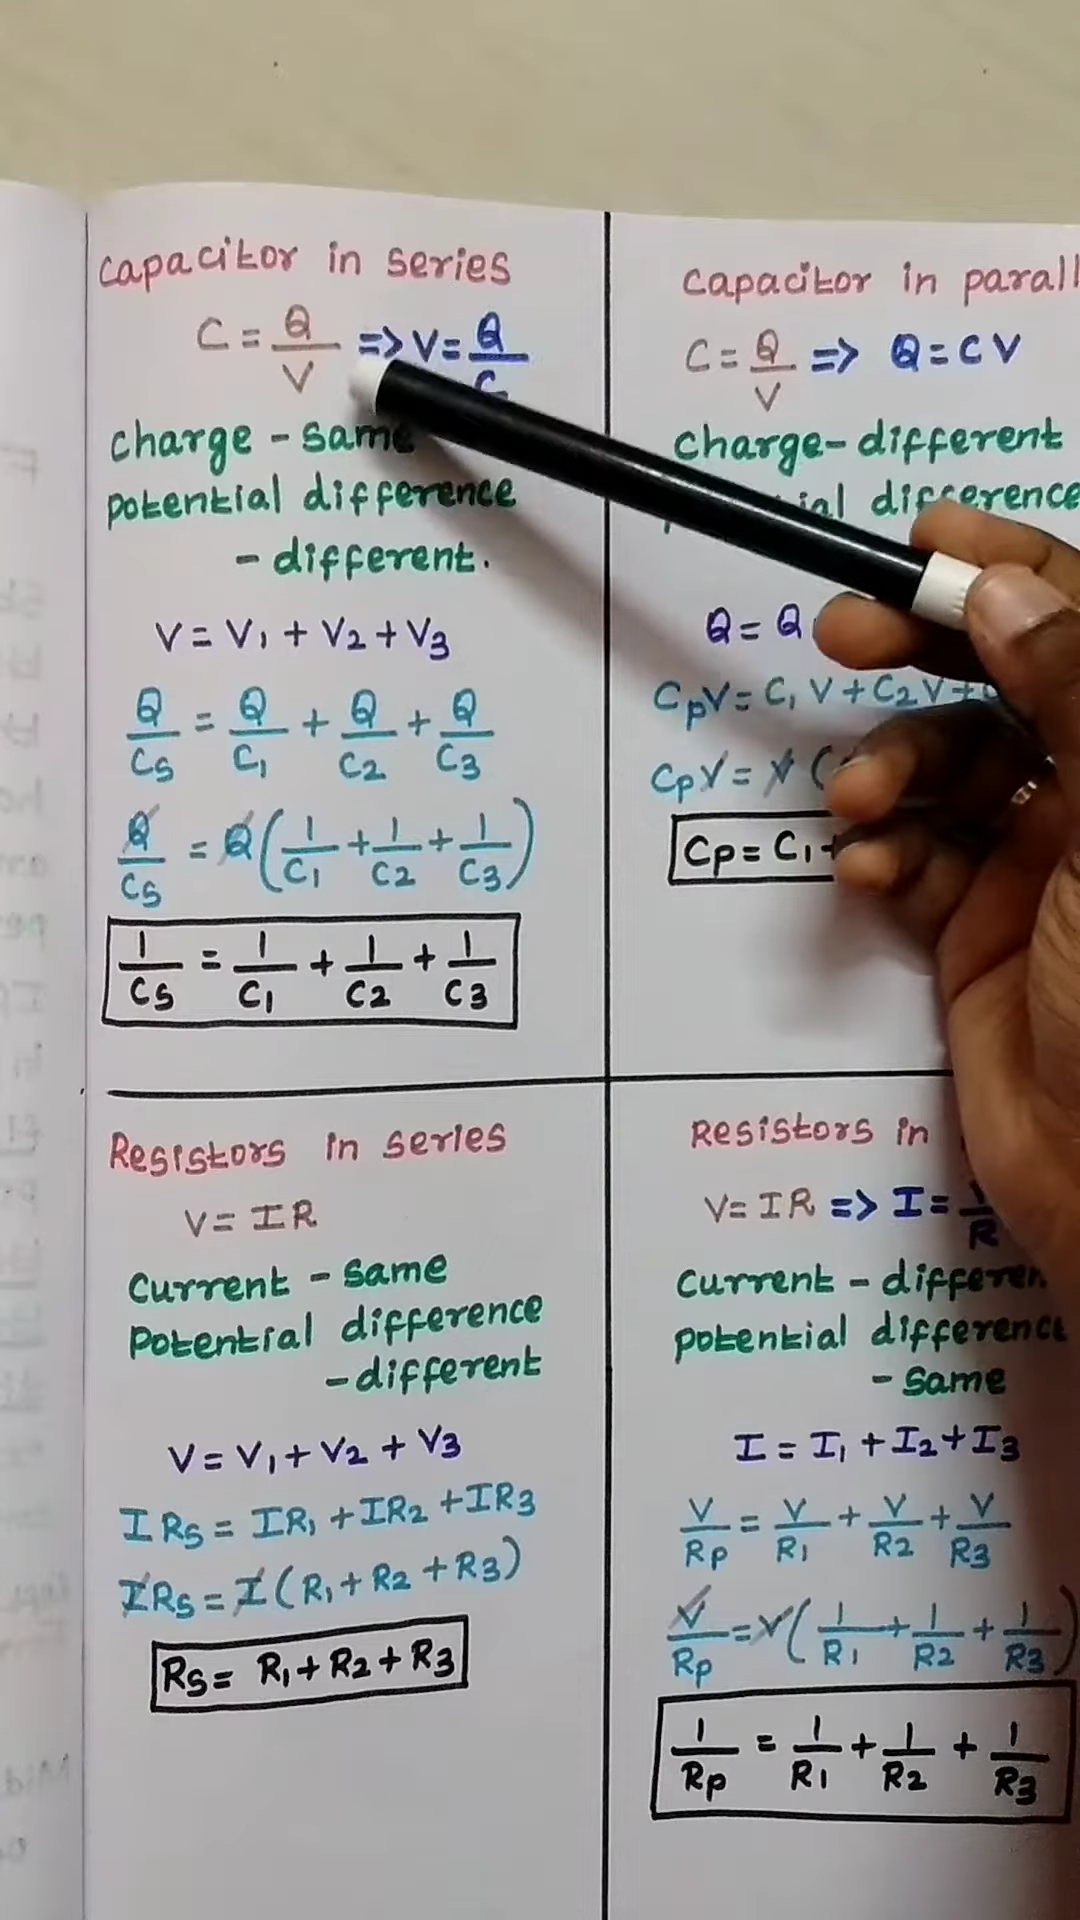 capacitor in series
C = Q/V => V = Q/C
charge - same
potential difference
- different.
V = V₁ + V₂ + V₃
Q/Cs = Q/C₁ + Q/C₂ + Q/C₃
Q/Cs = Q(1/C₁ + 1/C₂ + 1/C₃)
1/Cs = 1/C₁ + 1/C₂ + 1/C₃
capacitor in parall
C = Q/V => Q = CV
charge - different
difference
Q = Q
CpV = C₁V + C₂V +
CpV = V (
Cp = C₁ +
Resistors in series
V = IR
Current - same
Potential difference
- different
V = V₁ + V₂ + V₃
IRs = IR₁ + IR₂ + IR₃
IRs = I(R₁ + R₂ + R₃)
Rs = R₁ + R₂ + R₃
Resistors in
V = IR => I = V/R
Current - differen
potential difference
- same
I = I₁ + I₂ + I₃
V/Rp = V/R₁ + V/R₂ + V/R₃
V/Rp = V(1/R₁ + 1/R₂ + 1/R₃)
1/Rp = 1/R₁ + 1/R₂ + 1/R₃